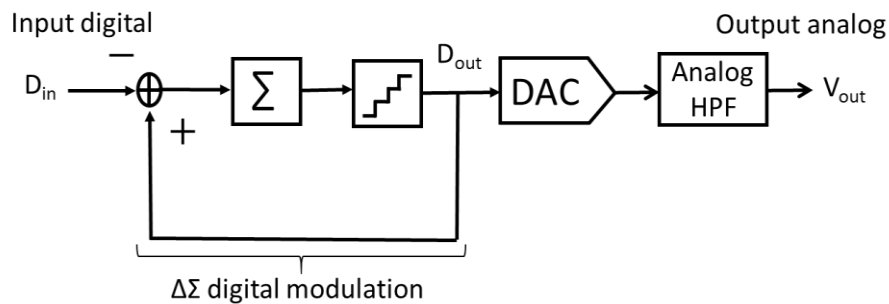 Input digital
Output analog
−
D_in
+
Σ
D_out
DAC
Analog
HPF
V_out
ΔΣ digital modulation